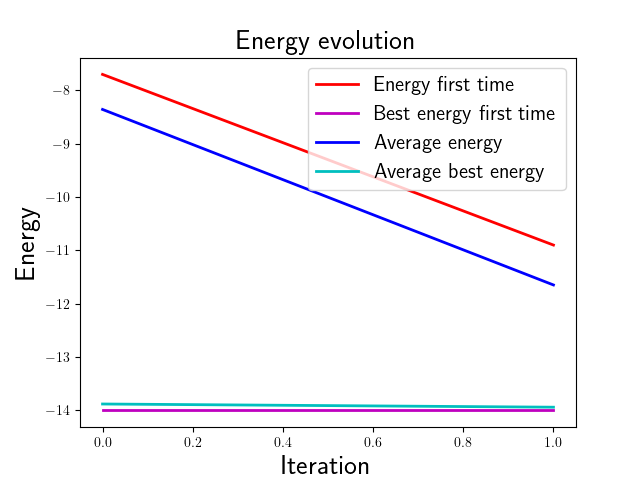 Energy evolution
Energy first time
Best energy first time
Average energy
Average best energy
Energy
−8
−9
−10
−11
−12
−13
−14
0.0 0.2 0.4 0.6 0.8 1.0
Iteration